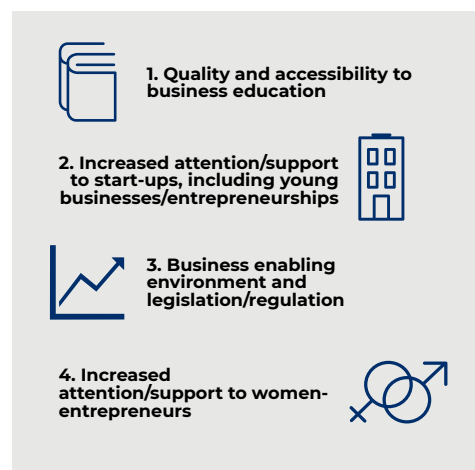 1. Quality and accessibility to
business education
2. Increased attention/support
to start-ups, including young
businesses/entrepreneurships
3. Business enabling
environment and
legislation/regulation
4. Increased
attention/support to women-
entrepreneurs